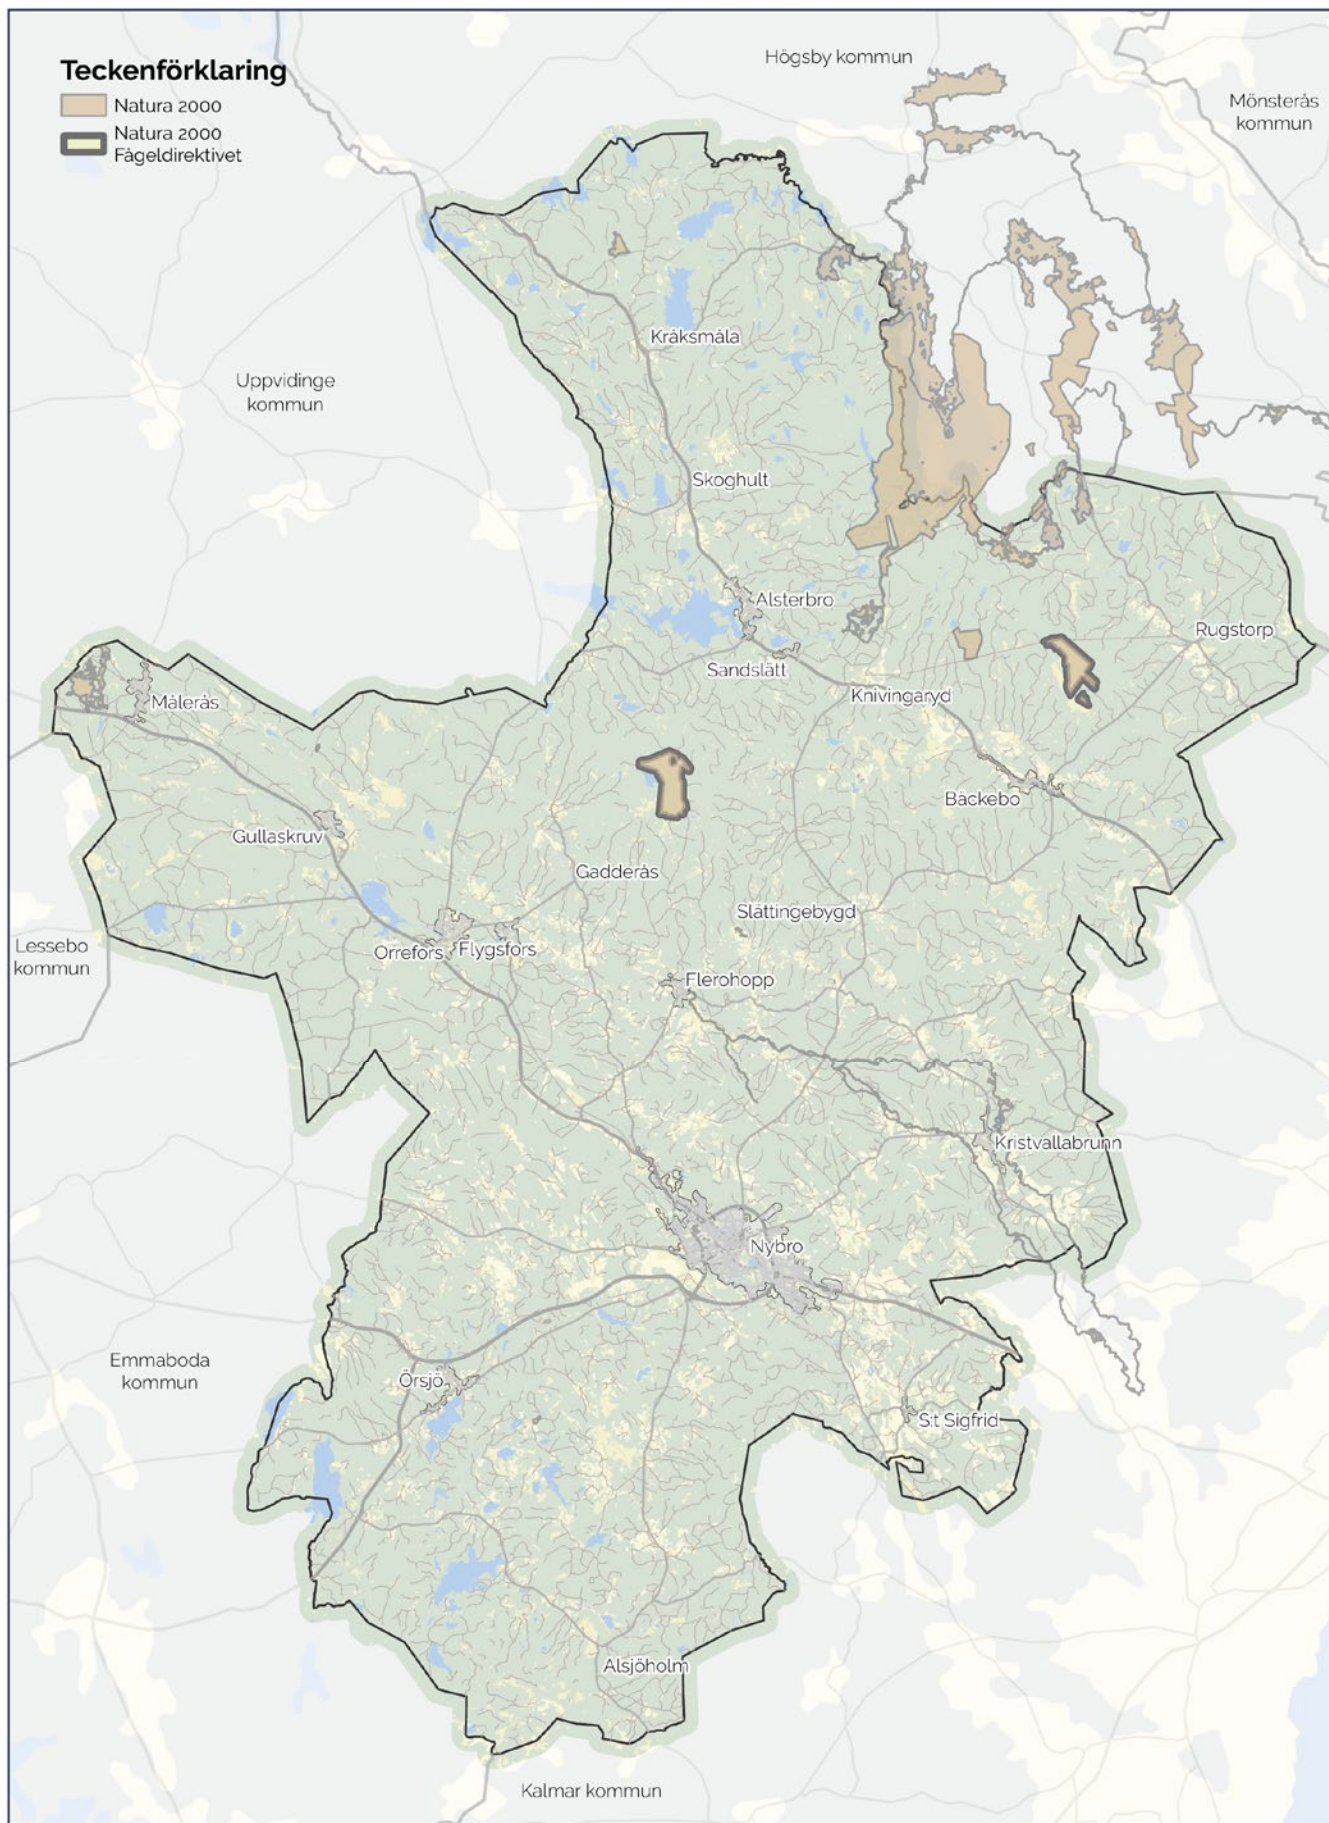 Teckenförklaring
Natura 2000
Natura 2000
Fågeldirektivet
Högsby kommun
Mönsterås
kommun
Kråksmåla
Uppvidinge
kommun
Skoghult
Alsterbro
Rugstorp
Sandslätt
Knivingaryd
Målerås
Bäckebo
Gullaskruv
Gadderås
Slättingebygd
Orrefors
Flygsfors
Lessebo
kommun
Flerohopp
Kristvallabrunn
Nybro
Emmaboda
kommun
Örsjö
S:t Sigfrid
Alsjöholm
Kalmar kommun